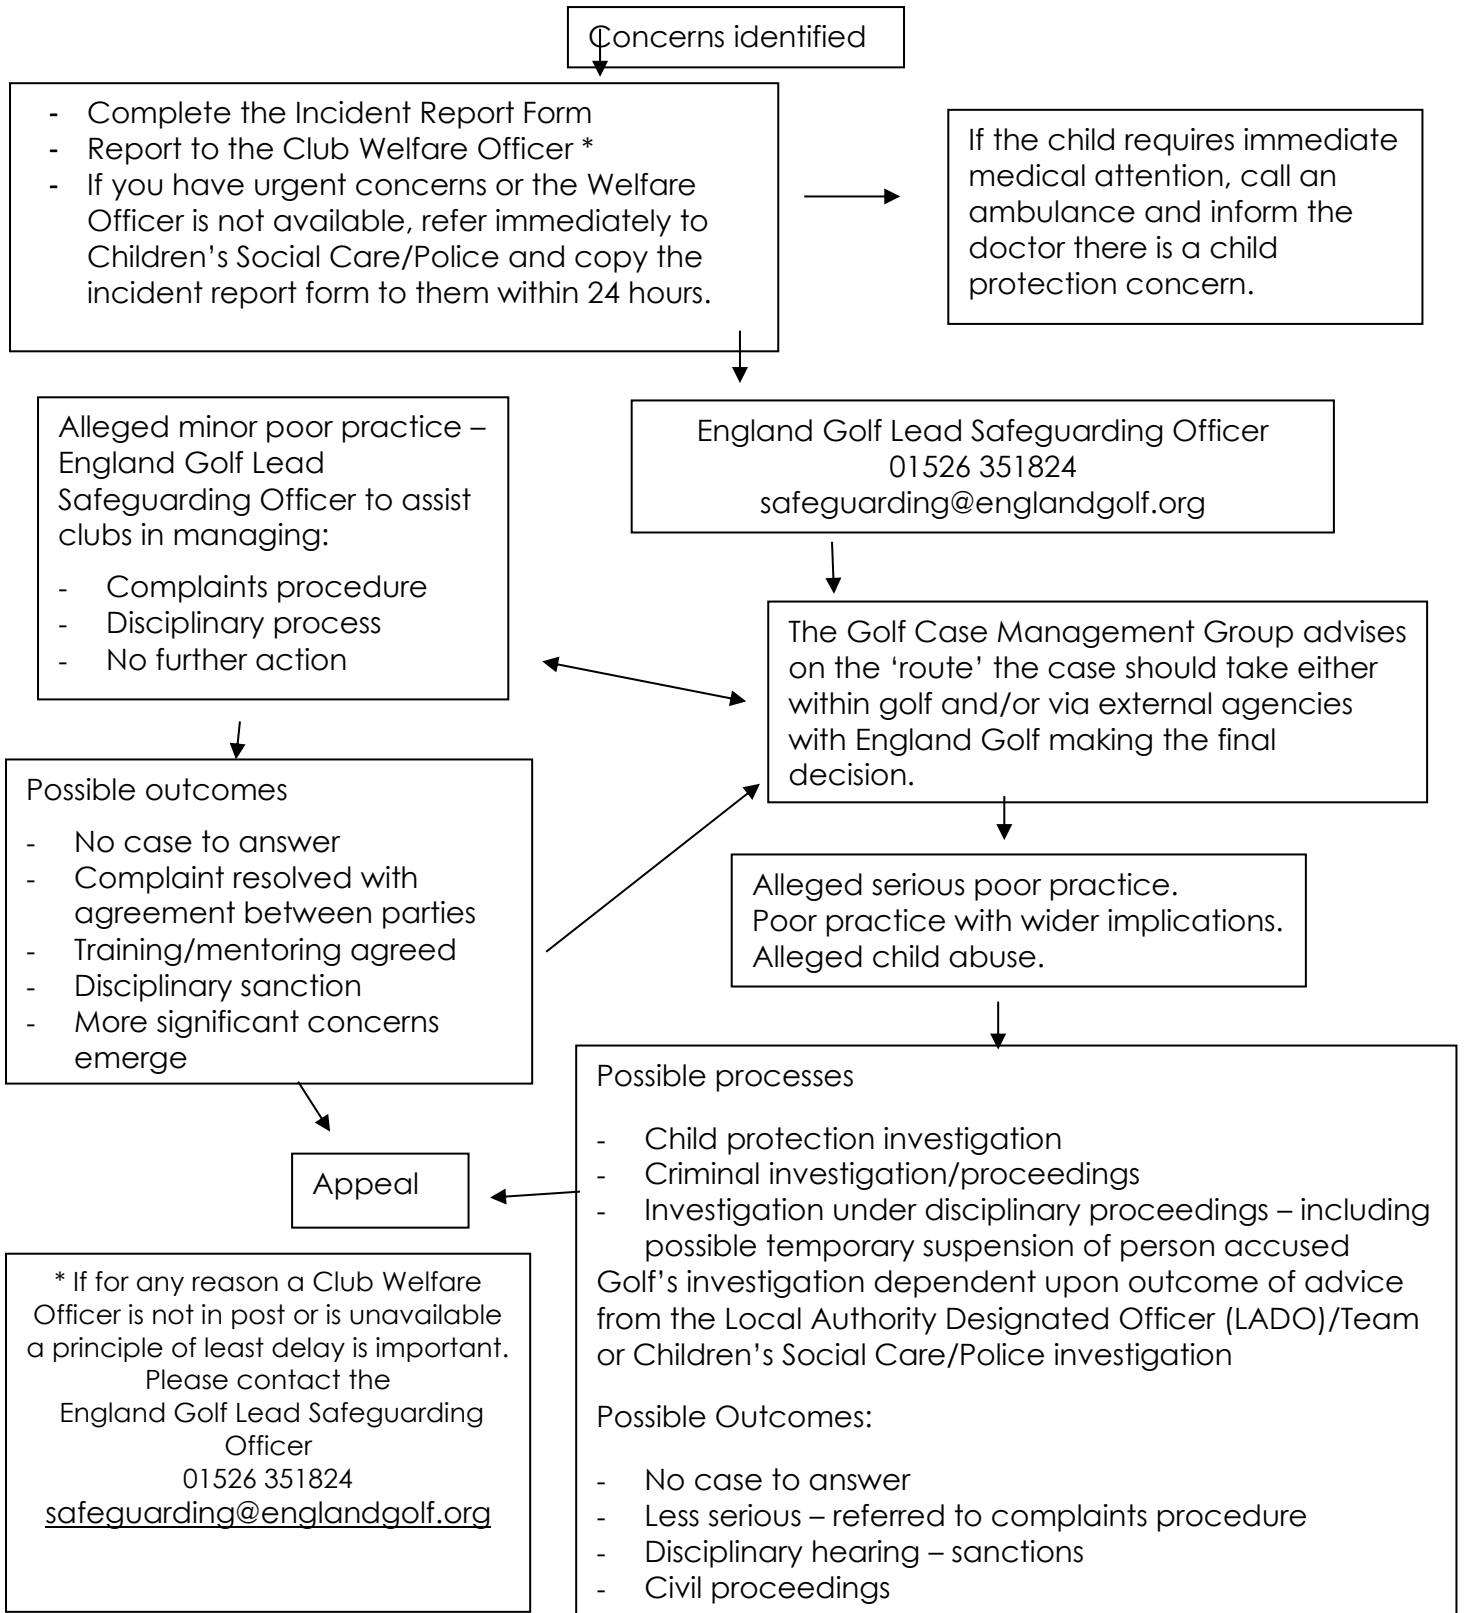 Concerns identified
- Complete the Incident Report Form
- Report to the Club Welfare Officer *
- If you have urgent concerns or the Welfare
Officer is not available, refer immediately to
Children’s Social Care/Police and copy the
incident report form to them within 24 hours.
If the child requires immediate
medical attention, call an
ambulance and inform the
doctor there is a child
protection concern.
Alleged minor poor practice –
England Golf Lead
Safeguarding Officer to assist
clubs in managing:
- Complaints procedure
- Disciplinary process
- No further action
England Golf Lead Safeguarding Officer
01526 351824
safeguarding@englandgolf.org
The Golf Case Management Group advises
on the ‘route’ the case should take either
within golf and/or via external agencies
with England Golf making the final
decision.
Possible outcomes
- No case to answer
- Complaint resolved with
agreement between parties
- Training/mentoring agreed
- Disciplinary sanction
- More significant concerns
emerge
Alleged serious poor practice.
Poor practice with wider implications.
Alleged child abuse.
Appeal
Possible processes
- Child protection investigation
- Criminal investigation/proceedings
- Investigation under disciplinary proceedings – including
possible temporary suspension of person accused
Golf’s investigation dependent upon outcome of advice
from the Local Authority Designated Officer (LADO)/Team
or Children’s Social Care/Police investigation
Possible Outcomes:
- No case to answer
- Less serious – referred to complaints procedure
- Disciplinary hearing – sanctions
- Civil proceedings
* If for any reason a Club Welfare
Officer is not in post or is unavailable
a principle of least delay is important.
Please contact the
England Golf Lead Safeguarding
Officer
01526 351824
safeguarding@englandgolf.org